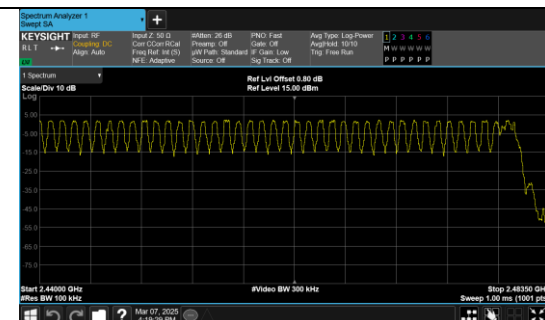 Spectrum Analyzer 1
Swept SA
+
KEYSIGHT Input: RF Input Z: 50 Ω #Atten: 26 dB PNO: Fast Avg Type: Log-Power 1 2 3 4 5 6
RLT Coupling: DC Corr CCorr RCal Preamp: Off Gate: Off Avg|Hold: 10/10 M W W W W W
Align: Auto Freq Ref: Int (S) µW Path: Standard IF Gain: Low Trig: Free Run
NFE: Adaptive Source: Off Sig Track: Off P P P P P P
1 Spectrum
Ref Lvl Offset 0.80 dB
Scale/Div 10 dB Ref Level 15.00 dBm
Log
5.00
-5.00
-15.0
-25.0
-35.0
-45.0
-55.0
-65.0
-75.0
Start 2.44000 GHz #Video BW 300 kHz Stop 2.48350 GH
#Res BW 100 kHz Sweep 1.00 ms (1001 pts
? Mar 07, 2025